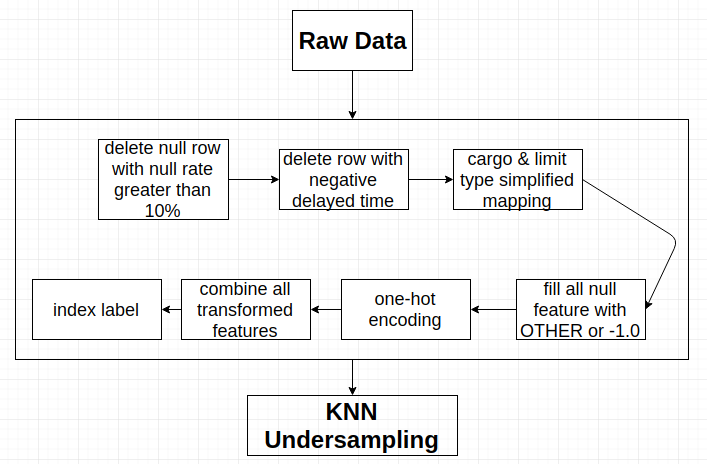 Raw Data
delete null row
with null rate
greater than
10%
delete row with
negative
delayed time
cargo & limit
type simplified
mapping
index label
combine all
transformed
features
one-hot
encoding
fill all null
feature with
OTHER or -1.0
KNN
Undersampling